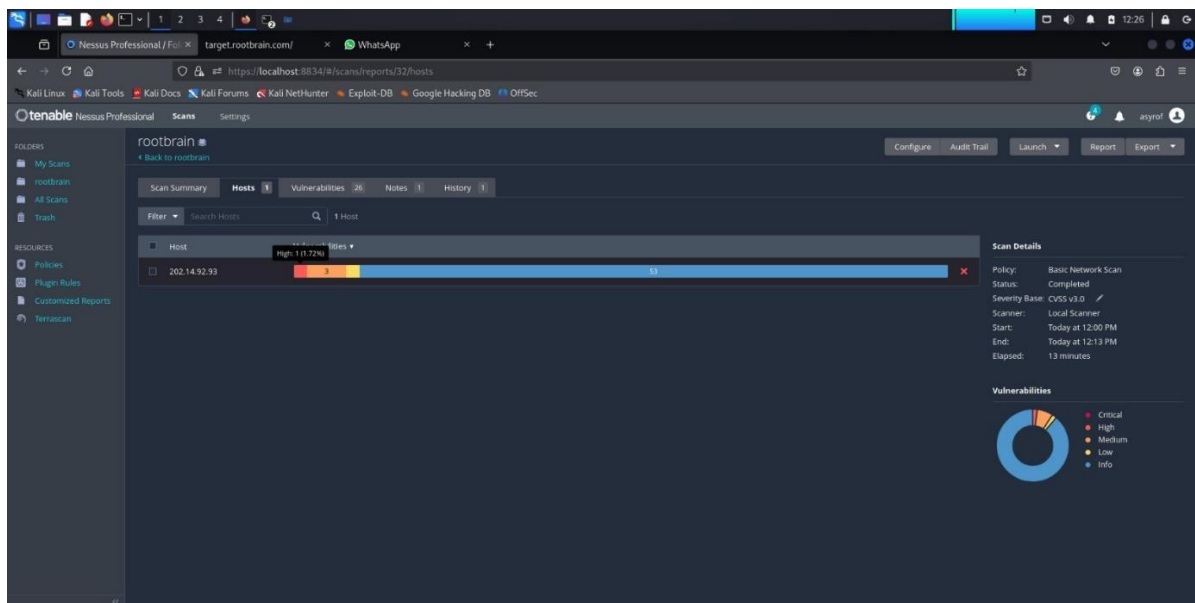 1 2 3 4 12:26
Nessus Professional / Fol × target.rootbrain.com/ × WhatsApp × +
https://localhost:8834/#/scans/reports/32/hosts
Kali Linux Kali Tools Kali Docs Kali Forums Kali NetHunter Exploit-DB Google Hacking DB OffSec
tenable Nessus Professional Scans Settings asyrof
FOLDERS
My Scans
rootbrain
All Scans
Trash
RESOURCES
Policies
Plugin Rules
Customized Reports
Terrascan
rootbrain
< Back to rootbrain
Configure Audit Trail Launch Report Export
Scan Summary Hosts 1 Vulnerabilities 26 Notes 1 History 1
Filter Search Hosts 1 Host
Host
High: 1 (1.72%)
202.14.92.93 3 53
Scan Details
Policy: Basic Network Scan
Status: Completed
Severity Base: CVSS v3.0
Scanner: Local Scanner
Start: Today at 12:00 PM
End: Today at 12:13 PM
Elapsed: 13 minutes
Vulnerabilities
Critical
High
Medium
Low
Info